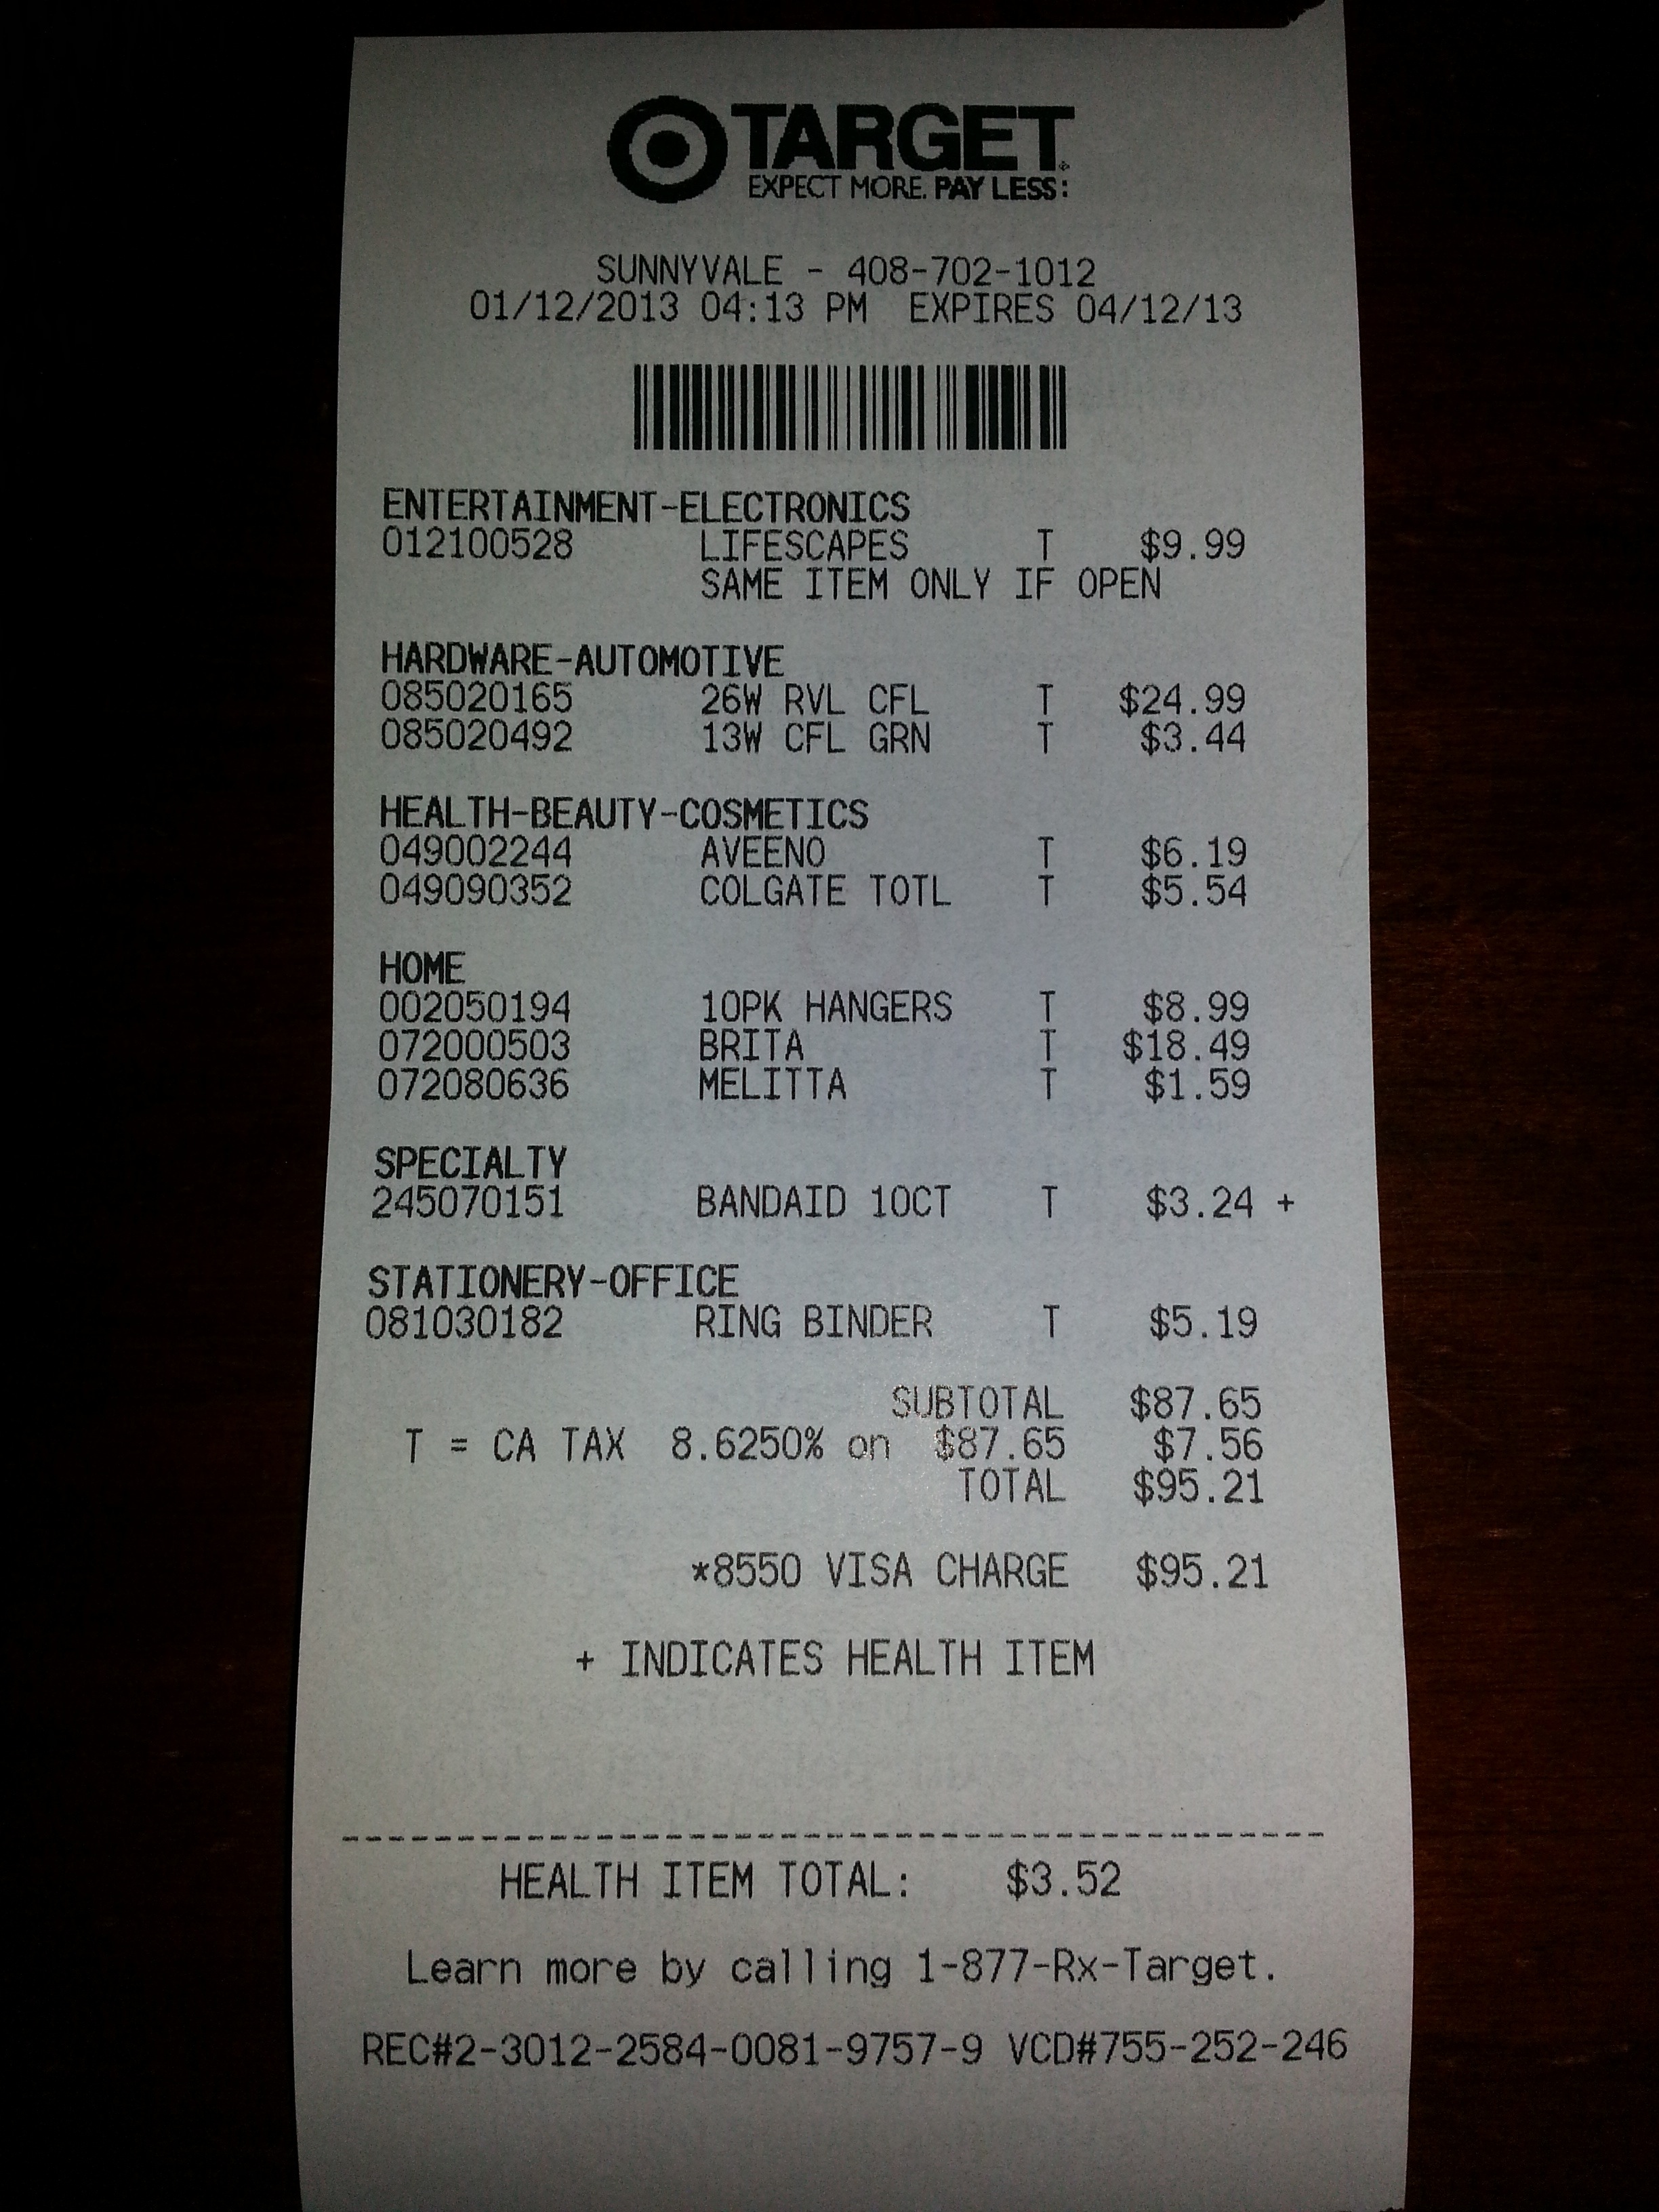 TARGET
EXPECT MORE. PAY LESS.
SUNNYVALE - 408-702-1012
01/12/2013 04:13 PM EXPIRES 04/12/13
ENTERTAINMENT-ELECTRONICS
012100528 LIFESCAPES T $9.99
SAME ITEM ONLY IF OPEN
HARDWARE-AUTOMOTIVE
085020165 26W RVL CFL T $24.99
085020492 13W CFL GRN T $3.44
HEALTH-BEAUTY-COSMETICS
049002244 AVEENO T $6.19
049090352 COLGATE TOTL T $5.54
HOME
002050194 10PK HANGERS T $8.99
072000503 BRITA T $18.49
072080636 MELITTA T $1.59
SPECIALTY
245070151 BANDAID 10CT T $3.24 +
STATIONERY-OFFICE
081030182 RING BINDER T $5.19
SUBTOTAL $87.65
T = CA TAX 8.6250% on $87.65 $7.56
TOTAL $95.21
*8550 VISA CHARGE $95.21
+ INDICATES HEALTH ITEM
HEALTH ITEM TOTAL: $3.52
Learn more by calling 1-877-Rx-Target.
REC#2-3012-2584-0081-9757-9 VCD#755-252-246